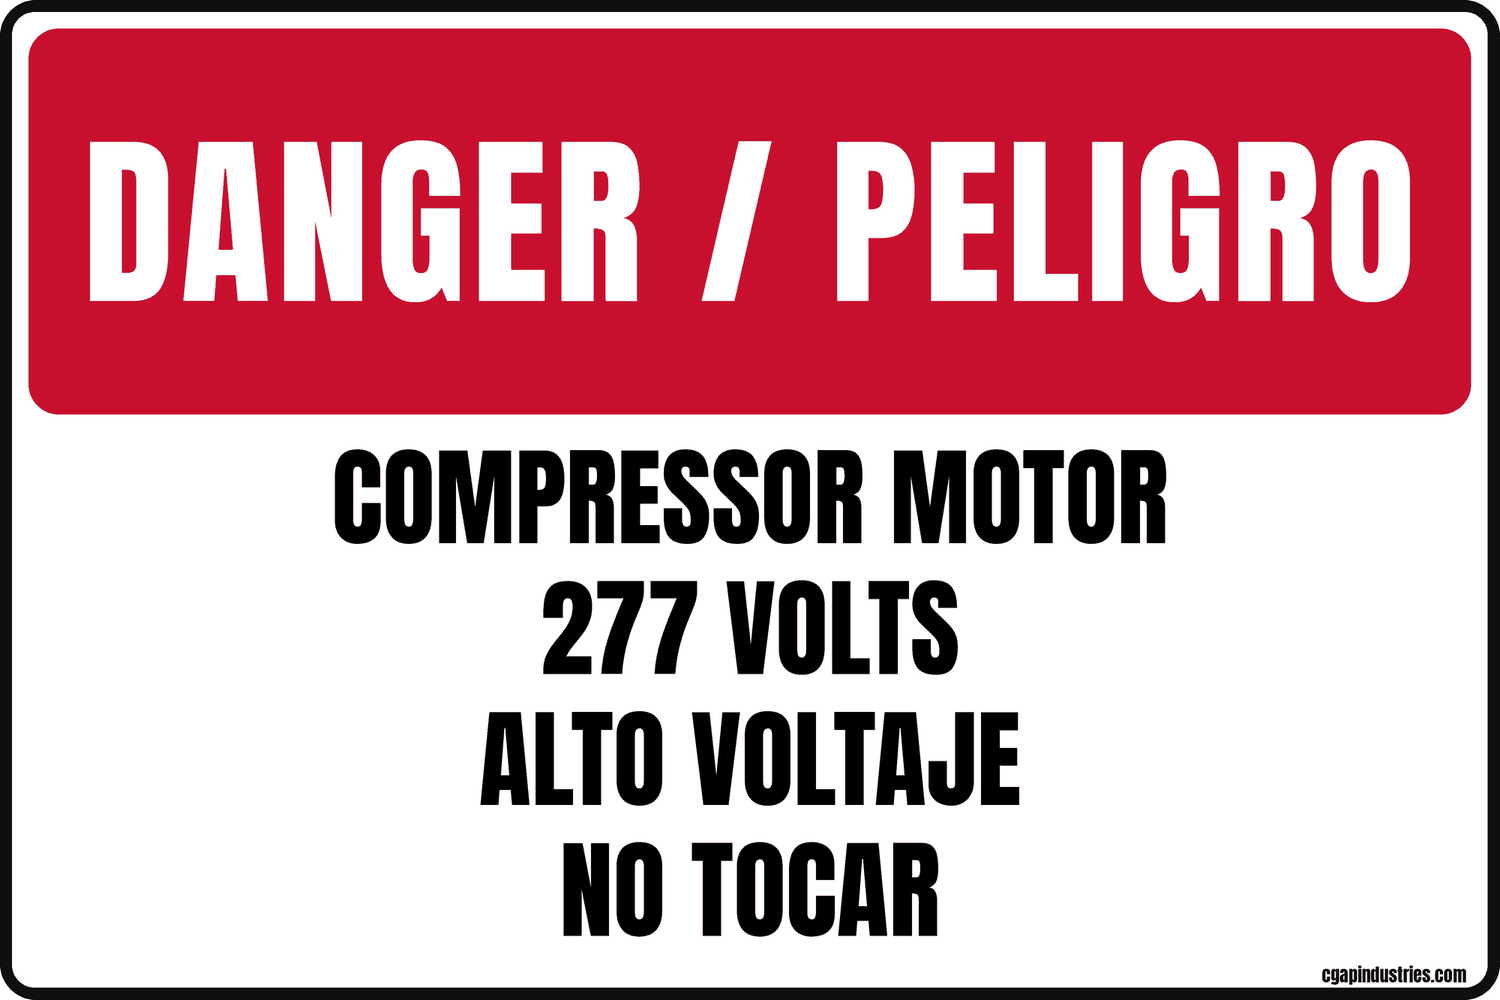 DANGER / PELIGRO
COMPRESSOR MOTOR
277 VOLTS
ALTO VOLTAJE
NO TOCAR
cgapindustries.com